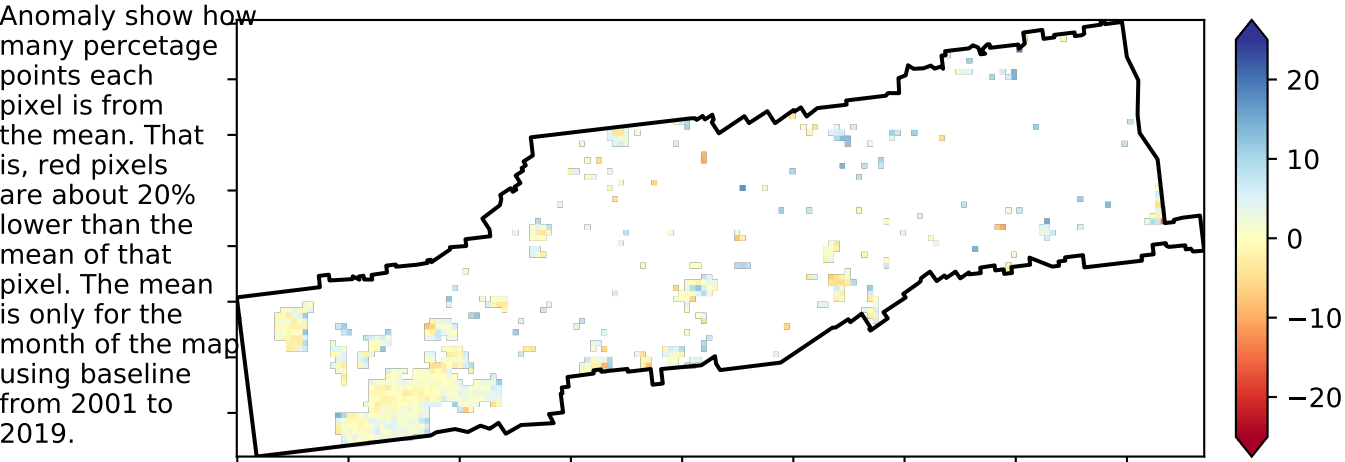 Anomaly show how
many percetage
points each
pixel is from
the mean. That
is, red pixels
are about 20%
lower than the
mean of that
pixel. The mean
is only for the
month of the map
using baseline
from 2001 to
2019.
20
10
0
−10
−20